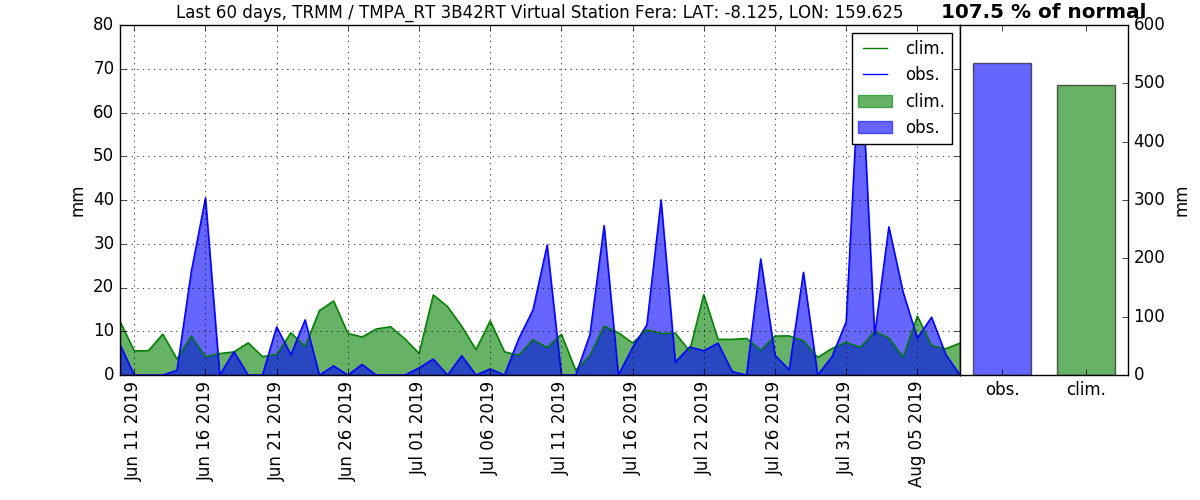 Last 60 days, TRMM / TMPA_RT 3B42RT Virtual Station Fera: LAT: -8.125, LON: 159.625
107.5 % of normal
80
70
60
50
40
30
20
10
0
mm
clim.
obs.
clim.
obs.
600
500
400
300
200
100
0
mm
Jun 11 2019
Jun 16 2019
Jun 21 2019
Jun 26 2019
Jul 01 2019
Jul 06 2019
Jul 11 2019
Jul 16 2019
Jul 21 2019
Jul 26 2019
Jul 31 2019
Aug 05 2019
obs.
clim.